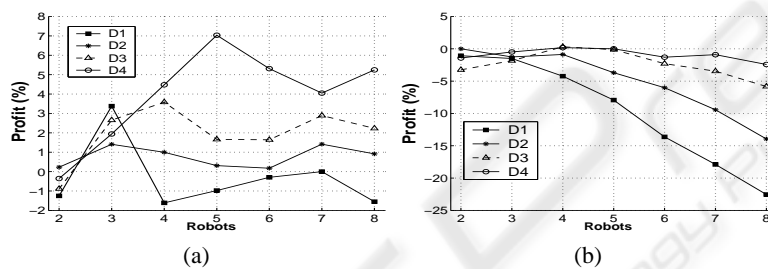 8
7
6
5
4
3
2
1
0
−1
−2
Profit (%)
D1
D2
D3
D4
2 3 4 5 6 7 8
Robots
(a)
5
0
−5
−10
−15
−20
−25
Profit (%)
D1
D2
D3
D4
2 3 4 5 6 7 8
Robots
(b)